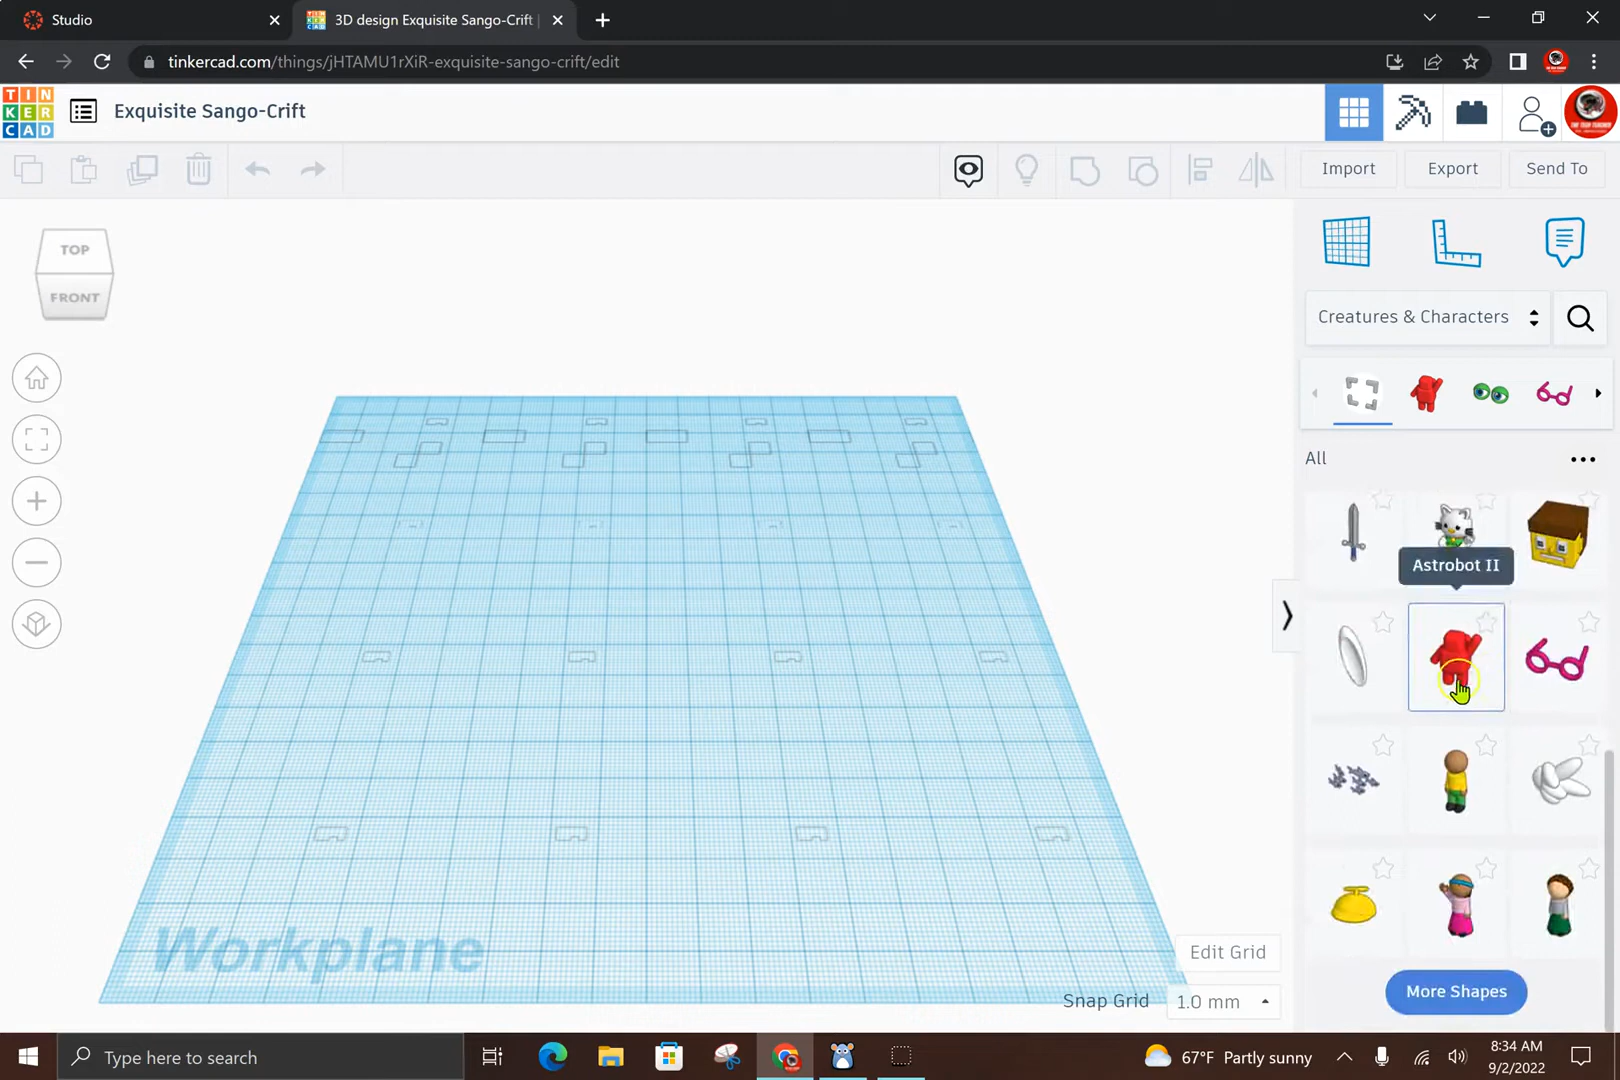 Studio
3D design Exquisite Sango-Crift |
tinkercad.com/things/jHTAMU1rXiR-exquisite-sango-crift/edit
TIN
KER
CAD
Exquisite Sango-Crift
Import
Export
Send To
TOP
FRONT
Creatures & Characters
All
Astrobot II
Workplane
Edit Grid
Snap Grid
1.0 mm
More Shapes
Type here to search
67°F Partly sunny
8:34 AM
9/2/2022